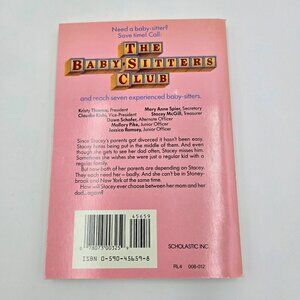 Need a baby-sitter?
Save time! Call:
THE
BABY-SITTERS
CLUB
and reach seven experienced baby-sitters.
Kristy Thomas, President Mary Anne Spier, Secretary
Claudia Kishi, Vice-President Stacey McGill, Treasurer
Dawn Schafer, Alternate Officer
Mallory Pike, Junior Officer
Jessica Ramsey, Junior Officer
Since Stacey's parents got divorced it hasn't been easy.
Stacey hates being put in the middle of them. And even
though she gets to see her dad often, Stacey misses him.
Sometimes she wishes she were just a regular kid with a
regular family.
But now both of her parents are depending on Stacey.
They each need her—badly. And she can't be in Stoney-
brook and New York at the same time.
How will Stacey ever choose between her mom and her
dad...again?
45659
ISBN 0-590-45659-8
SCHOLASTIC INC.
RL4 008-012